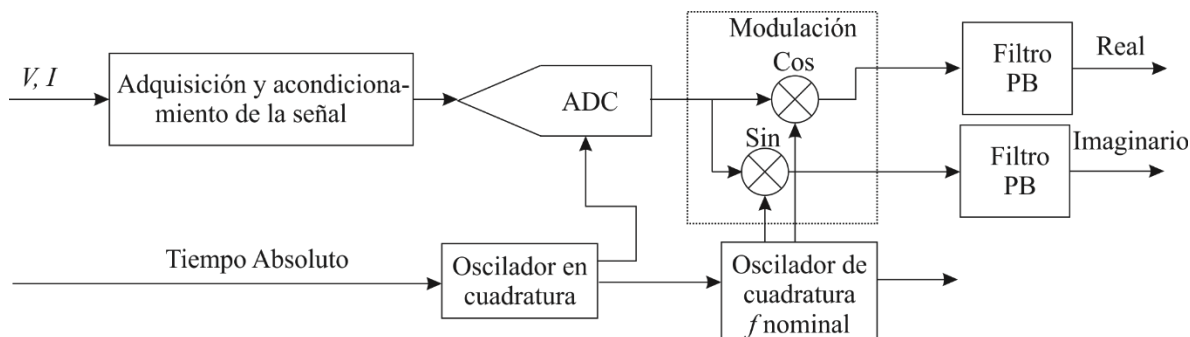 Modulación
V, I
Adquisición y acondiciona-
miento de la señal
ADC
Cos
Sin
Filtro
PB
Real
Filtro
PB
Imaginario
Tiempo Absoluto
Oscilador en
cuadratura
Oscilador de
cuadratura
f nominal